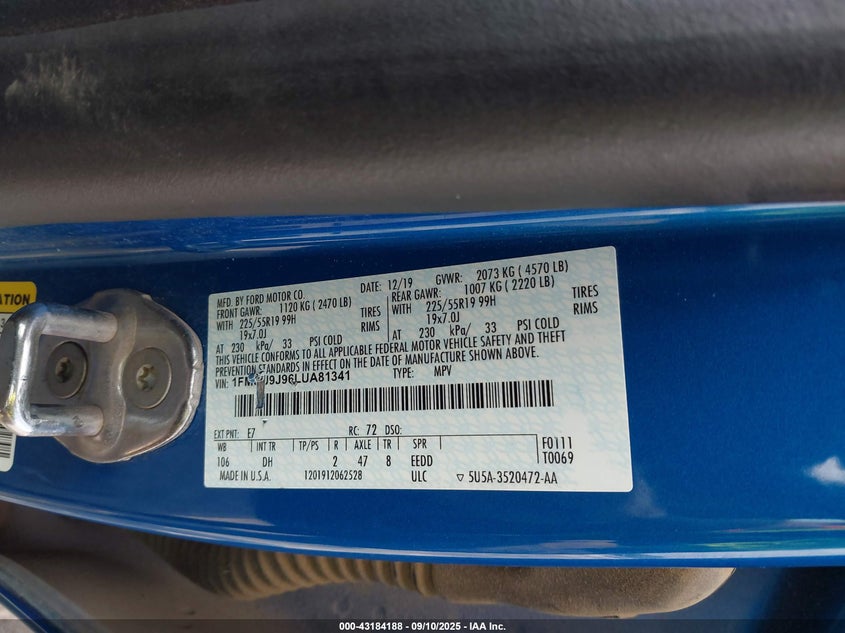 ATION
MFD. BY FORD MOTOR CO.
DATE: 12/19
GVWR: 2073 KG ( 4570 LB)
FRONT GAWR: 1120 KG ( 2470 LB)
REAR GAWR: 1007 KG ( 2220 LB)
WITH 225/55R19 99H TIRES
WITH 225/55R19 99H TIRES
19x7.0J RIMS
19x7.0J RIMS
AT 230 kPa/ 33 PSI COLD
AT 230 kPa/ 33 PSI COLD
THIS VEHICLE CONFORMS TO ALL APPLICABLE FEDERAL MOTOR VEHICLE SAFETY AND THEFT
PREVENTION STANDARDS IN EFFECT ON THE DATE OF MANUFACTURE SHOWN ABOVE.
VIN: J9J96LUA81341 TYPE: MPV
EXT PNT: E7 RC: 72 DSO:
WB INT TR TP/PS R AXLE TR SPR
106 DH 2 47 8 EEDD
F0111
T0069
MADE IN U.S.A. 1201912062528 ULC ▽ 5U5A-3520472-AA
000-43184188 - 09/10/2025 - IAA Inc.